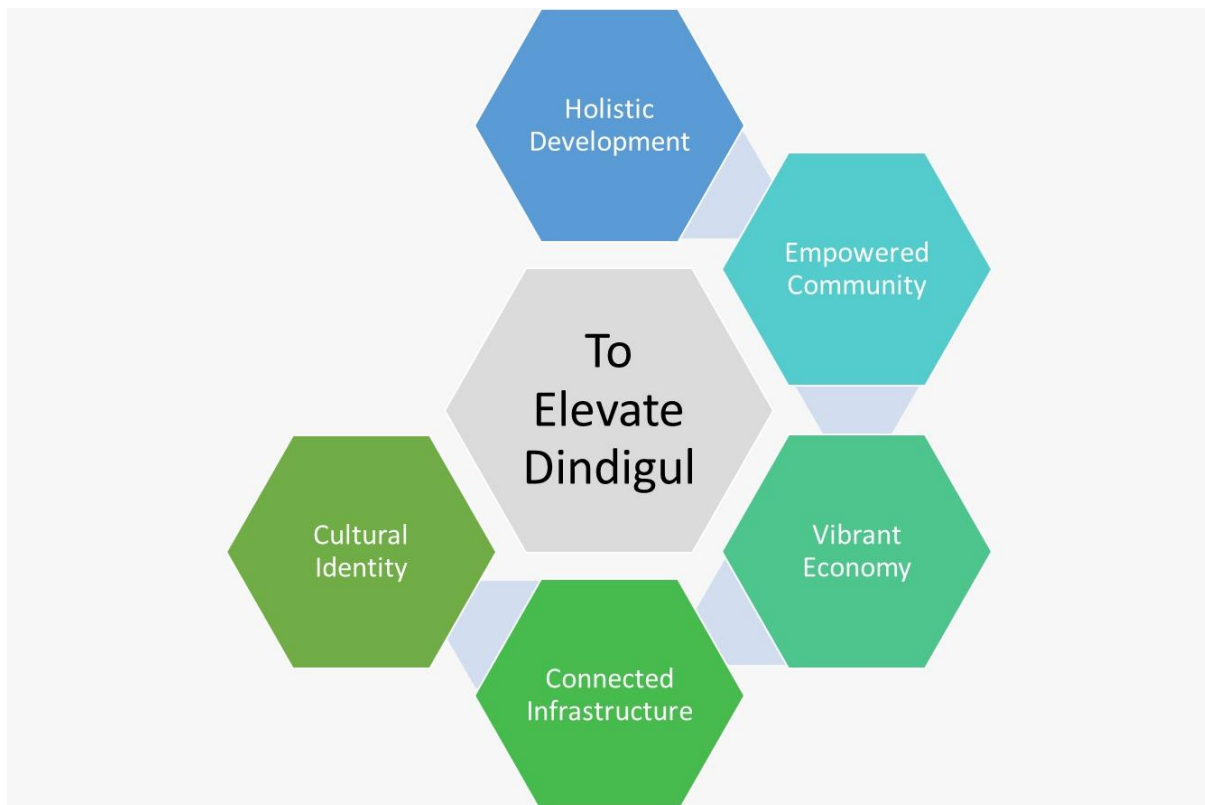 Holistic
Development
Empowered
Community
To
Elevate
Dindigul
Vibrant
Economy
Cultural
Identity
Connected
Infrastructure